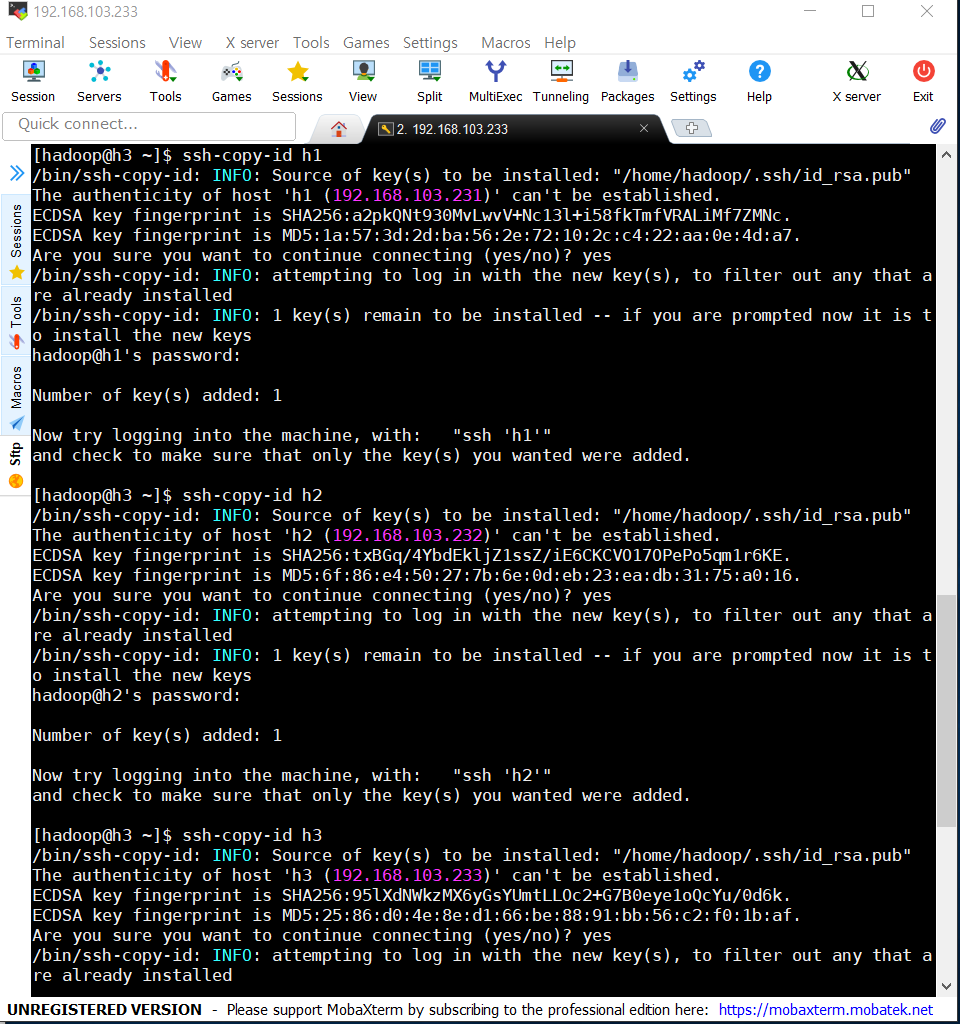 192.168.103.233
Terminal Sessions View X server Tools Games Settings Macros Help
Session Servers Tools Games Sessions View Split MultiExec Tunneling Packages Settings Help X server Exit
Quick connect...
2. 192.168.103.233
Sessions
Tools
Macros
Sftp
[hadoop@h3 ~]$ ssh-copy-id h1
/bin/ssh-copy-id: INFO: Source of key(s) to be installed: "/home/hadoop/.ssh/id_rsa.pub"
The authenticity of host 'h1 (192.168.103.231)' can't be established.
ECDSA key fingerprint is SHA256:a2pkQNt930MvLwvV+Nc13l+i58fkTmfVRALiMf7ZMNc.
ECDSA key fingerprint is MD5:1a:57:3d:2d:ba:56:2e:72:10:2c:c4:22:aa:0e:4d:a7.
Are you sure you want to continue connecting (yes/no)? yes
/bin/ssh-copy-id: INFO: attempting to log in with the new key(s), to filter out any that a
re already installed
/bin/ssh-copy-id: INFO: 1 key(s) remain to be installed -- if you are prompted now it is t
o install the new keys
hadoop@h1's password:
Number of key(s) added: 1
Now try logging into the machine, with:   "ssh 'h1'"
and check to make sure that only the key(s) you wanted were added.
[hadoop@h3 ~]$ ssh-copy-id h2
/bin/ssh-copy-id: INFO: Source of key(s) to be installed: "/home/hadoop/.ssh/id_rsa.pub"
The authenticity of host 'h2 (192.168.103.232)' can't be established.
ECDSA key fingerprint is SHA256:txBGq/4YbdEkljZ1ssZ/iE6CKCVO17OPePo5qm1r6KE.
ECDSA key fingerprint is MD5:6f:86:e4:50:27:7b:6e:0d:eb:23:ea:db:31:75:a0:16.
Are you sure you want to continue connecting (yes/no)? yes
/bin/ssh-copy-id: INFO: attempting to log in with the new key(s), to filter out any that a
re already installed
/bin/ssh-copy-id: INFO: 1 key(s) remain to be installed -- if you are prompted now it is t
o install the new keys
hadoop@h2's password:
Number of key(s) added: 1
Now try logging into the machine, with:   "ssh 'h2'"
and check to make sure that only the key(s) you wanted were added.
[hadoop@h3 ~]$ ssh-copy-id h3
/bin/ssh-copy-id: INFO: Source of key(s) to be installed: "/home/hadoop/.ssh/id_rsa.pub"
The authenticity of host 'h3 (192.168.103.233)' can't be established.
ECDSA key fingerprint is SHA256:95lXdNWkzMX6yGsYUmtLLOc2+G7B0eye1oQcYu/0d6k.
ECDSA key fingerprint is MD5:25:86:d0:4e:8e:d1:66:be:88:91:bb:56:c2:f0:1b:af.
Are you sure you want to continue connecting (yes/no)? yes
/bin/ssh-copy-id: INFO: attempting to log in with the new key(s), to filter out any that a
re already installed
UNREGISTERED VERSION - Please support MobaXterm by subscribing to the professional edition here: https://mobaxterm.mobatek.net